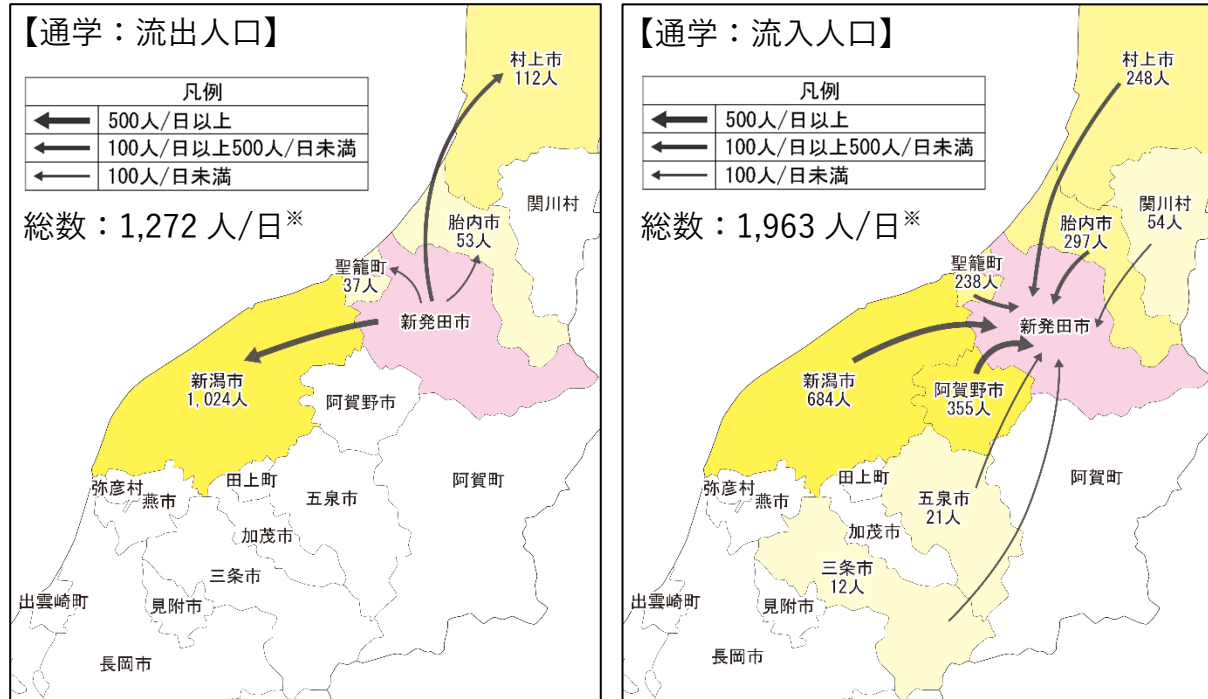 【通学：流出人口】
凡例
500人/日以上
100人/日以上500人/日未満
100人/日未満
総数：1,272 人/日※
村上市
112人
関川村
胎内市
53人
聖籠町
37人
新発田市
新潟市
1,024人
阿賀野市
阿賀町
田上町
五泉市
弥彦村
燕市
加茂市
三条市
出雲崎町
見附市
長岡市
【通学：流入人口】
凡例
500人/日以上
100人/日以上500人/日未満
100人/日未満
総数：1,963 人/日※
村上市
248人
関川村
54人
胎内市
297人
聖籠町
238人
新発田市
新潟市
684人
阿賀野市
355人
阿賀町
田上町
五泉市
21人
弥彦村
燕市
加茂市
三条市
12人
出雲崎町
見附市
長岡市